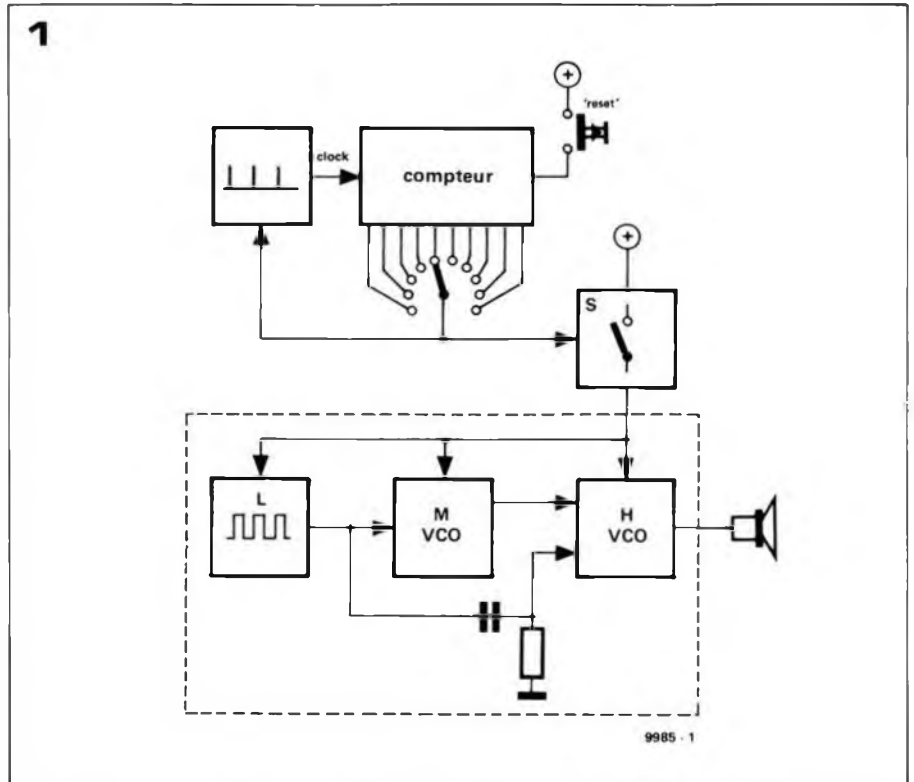 1
+
'reset'
clock
compteur
+
S
L
M
VCO
H
VCO
9985 - 1